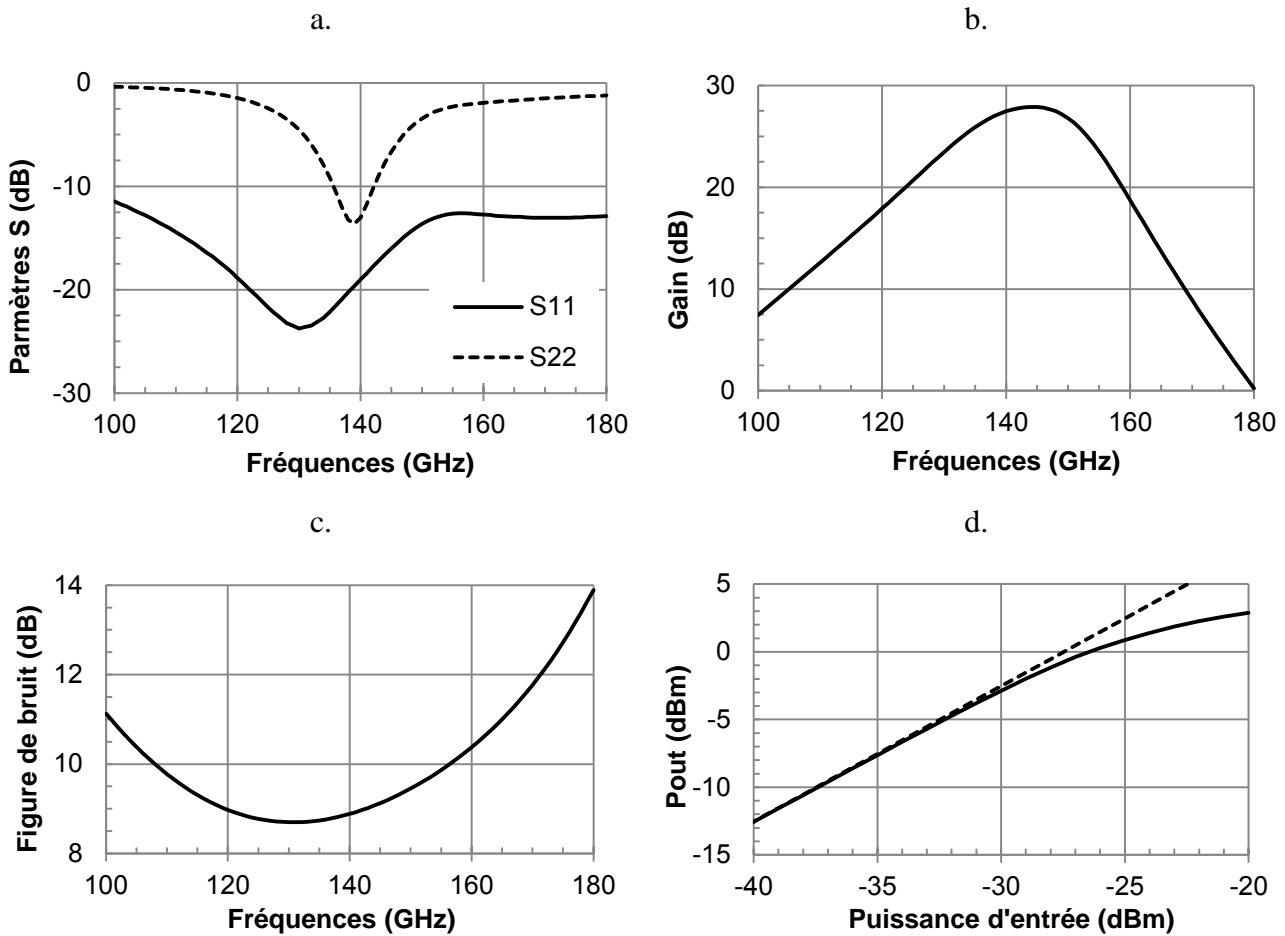 a.
0
-10
-20
-30
100
120
140
160
180
Parmètres S (dB)
Fréquences (GHz)
S11
S22
b.
30
20
10
0
100
120
140
160
180
Gain (dB)
Fréquences (GHz)
c.
14
12
10
8
100
120
140
160
180
Figure de bruit (dB)
Fréquences (GHz)
d.
5
0
-5
-10
-15
-40
-35
-30
-25
-20
Pout (dBm)
Puissance d'entrée (dBm)